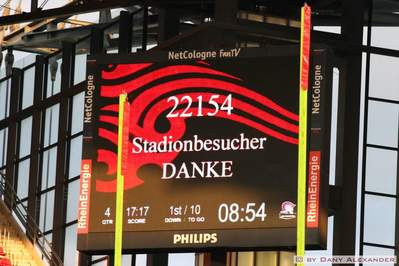 NetCologne FanTV
NetCologne
NetCologne
22154
Stadionbesucher
DANKE
RheinEnergie
RheinEnergie
4 17:17 1st / 10 08:54
QTR SCORE DOWN : TO GO
PHILIPS
© by Dany Alexander